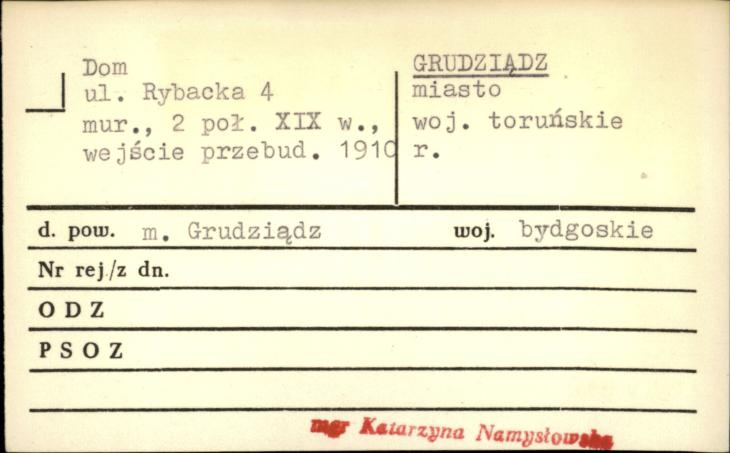 Dom
ul. Rybacka 4
mur., 2 poł. XIX w.,
wejście przebud. 1910 r.
GRUDZIĄDZ
miasto
woj. toruńskie
d. pow. m. Grudziądz woj. bydgoskie
Nr rej./z dn.
ODZ
PSOZ
mgr Katarzyna Namysłowska